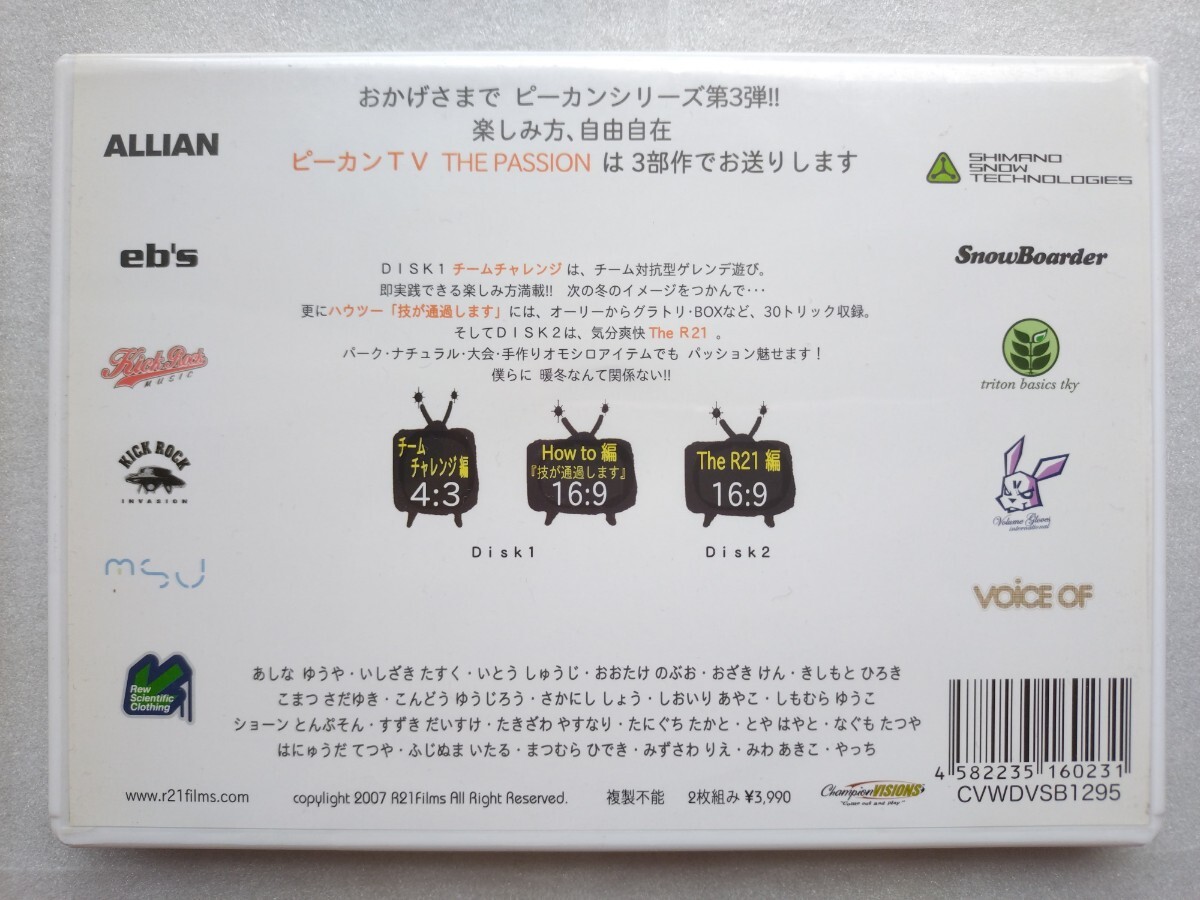 おかげさまで ピーカンシリーズ第3弾!!
楽しみ方、自由自在
ピーカンTV THE PASSION は 3部作でお送りします
ALLIAN
eb's
Kick Rock
MUSIC
KICK ROCK
INVASION
msu
Rew
Scientific
Clothing
SHIMANO
SNOW
TECHNOLOGIES
SnowBoarder
triton basics tky
Volume Gloves
international
VOiCE OF
DISK1 チームチャレンジ は、チーム対抗型ゲレンデ遊び。
即実践できる楽しみ方満載!! 次の冬のイメージをつかんで･･･
更にハウツー「技が通過します」には、オーリーからグラトリ･BOXなど、30トリック収録。
そしてDISK2は、気分爽快 The R21 。
パーク･ナチュラル･大会･手作りオモシロアイテムでも パッション魅せます！
僕らに 暖冬なんて関係ない!!
チーム
チャレンジ編
4:3
How to 編
『技が通過します』
16:9
The R21 編
16:9
Disk1
Disk2
あしな ゆうや・いしざき たすく・いとう しゅうじ・おおたけ のぶお・おざき けん・きしもと ひろき
こまつ さだゆき・こんどう ゆうじろう・さかにし しょう・しおいり あやこ・しもむら ゆうこ
ショーン とんぷそん・すずき だいすけ・たきざわ やすなり・たにぐち たかと・とや はやと・なぐも たつや
はにゅうだ てつや・ふじぬま いたる・まつむら ひでき・みずさわ りえ・みわ あきこ・やっち
www.r21films.com
copylight 2007 R21Films All Right Reserved.
複製不能
2枚組み ¥3,990
ChampionVISIONS
"Come out and play"
4 582235 160231
CVWDVSB1295